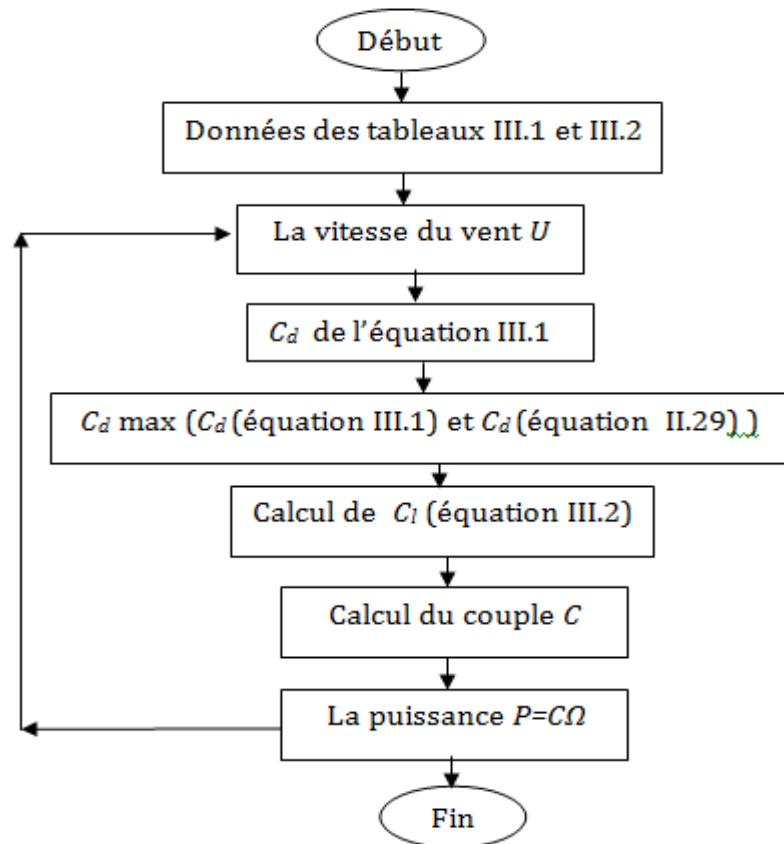 Début
Données des tableaux III.1 et III.2
La vitesse du vent U
Cd de l'équation III.1
Cd max (Cd (équation III.1) et Cd (équation II.29) )
Calcul de Cl (équation III.2)
Calcul du couple C
La puissance P=CΩ
Fin